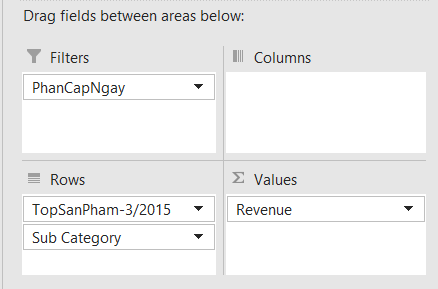 Drag fields between areas below:
Filters
Columns
PhanCapNgay
Rows
Values
TopSanPham-3/2015
Revenue
Sub Category